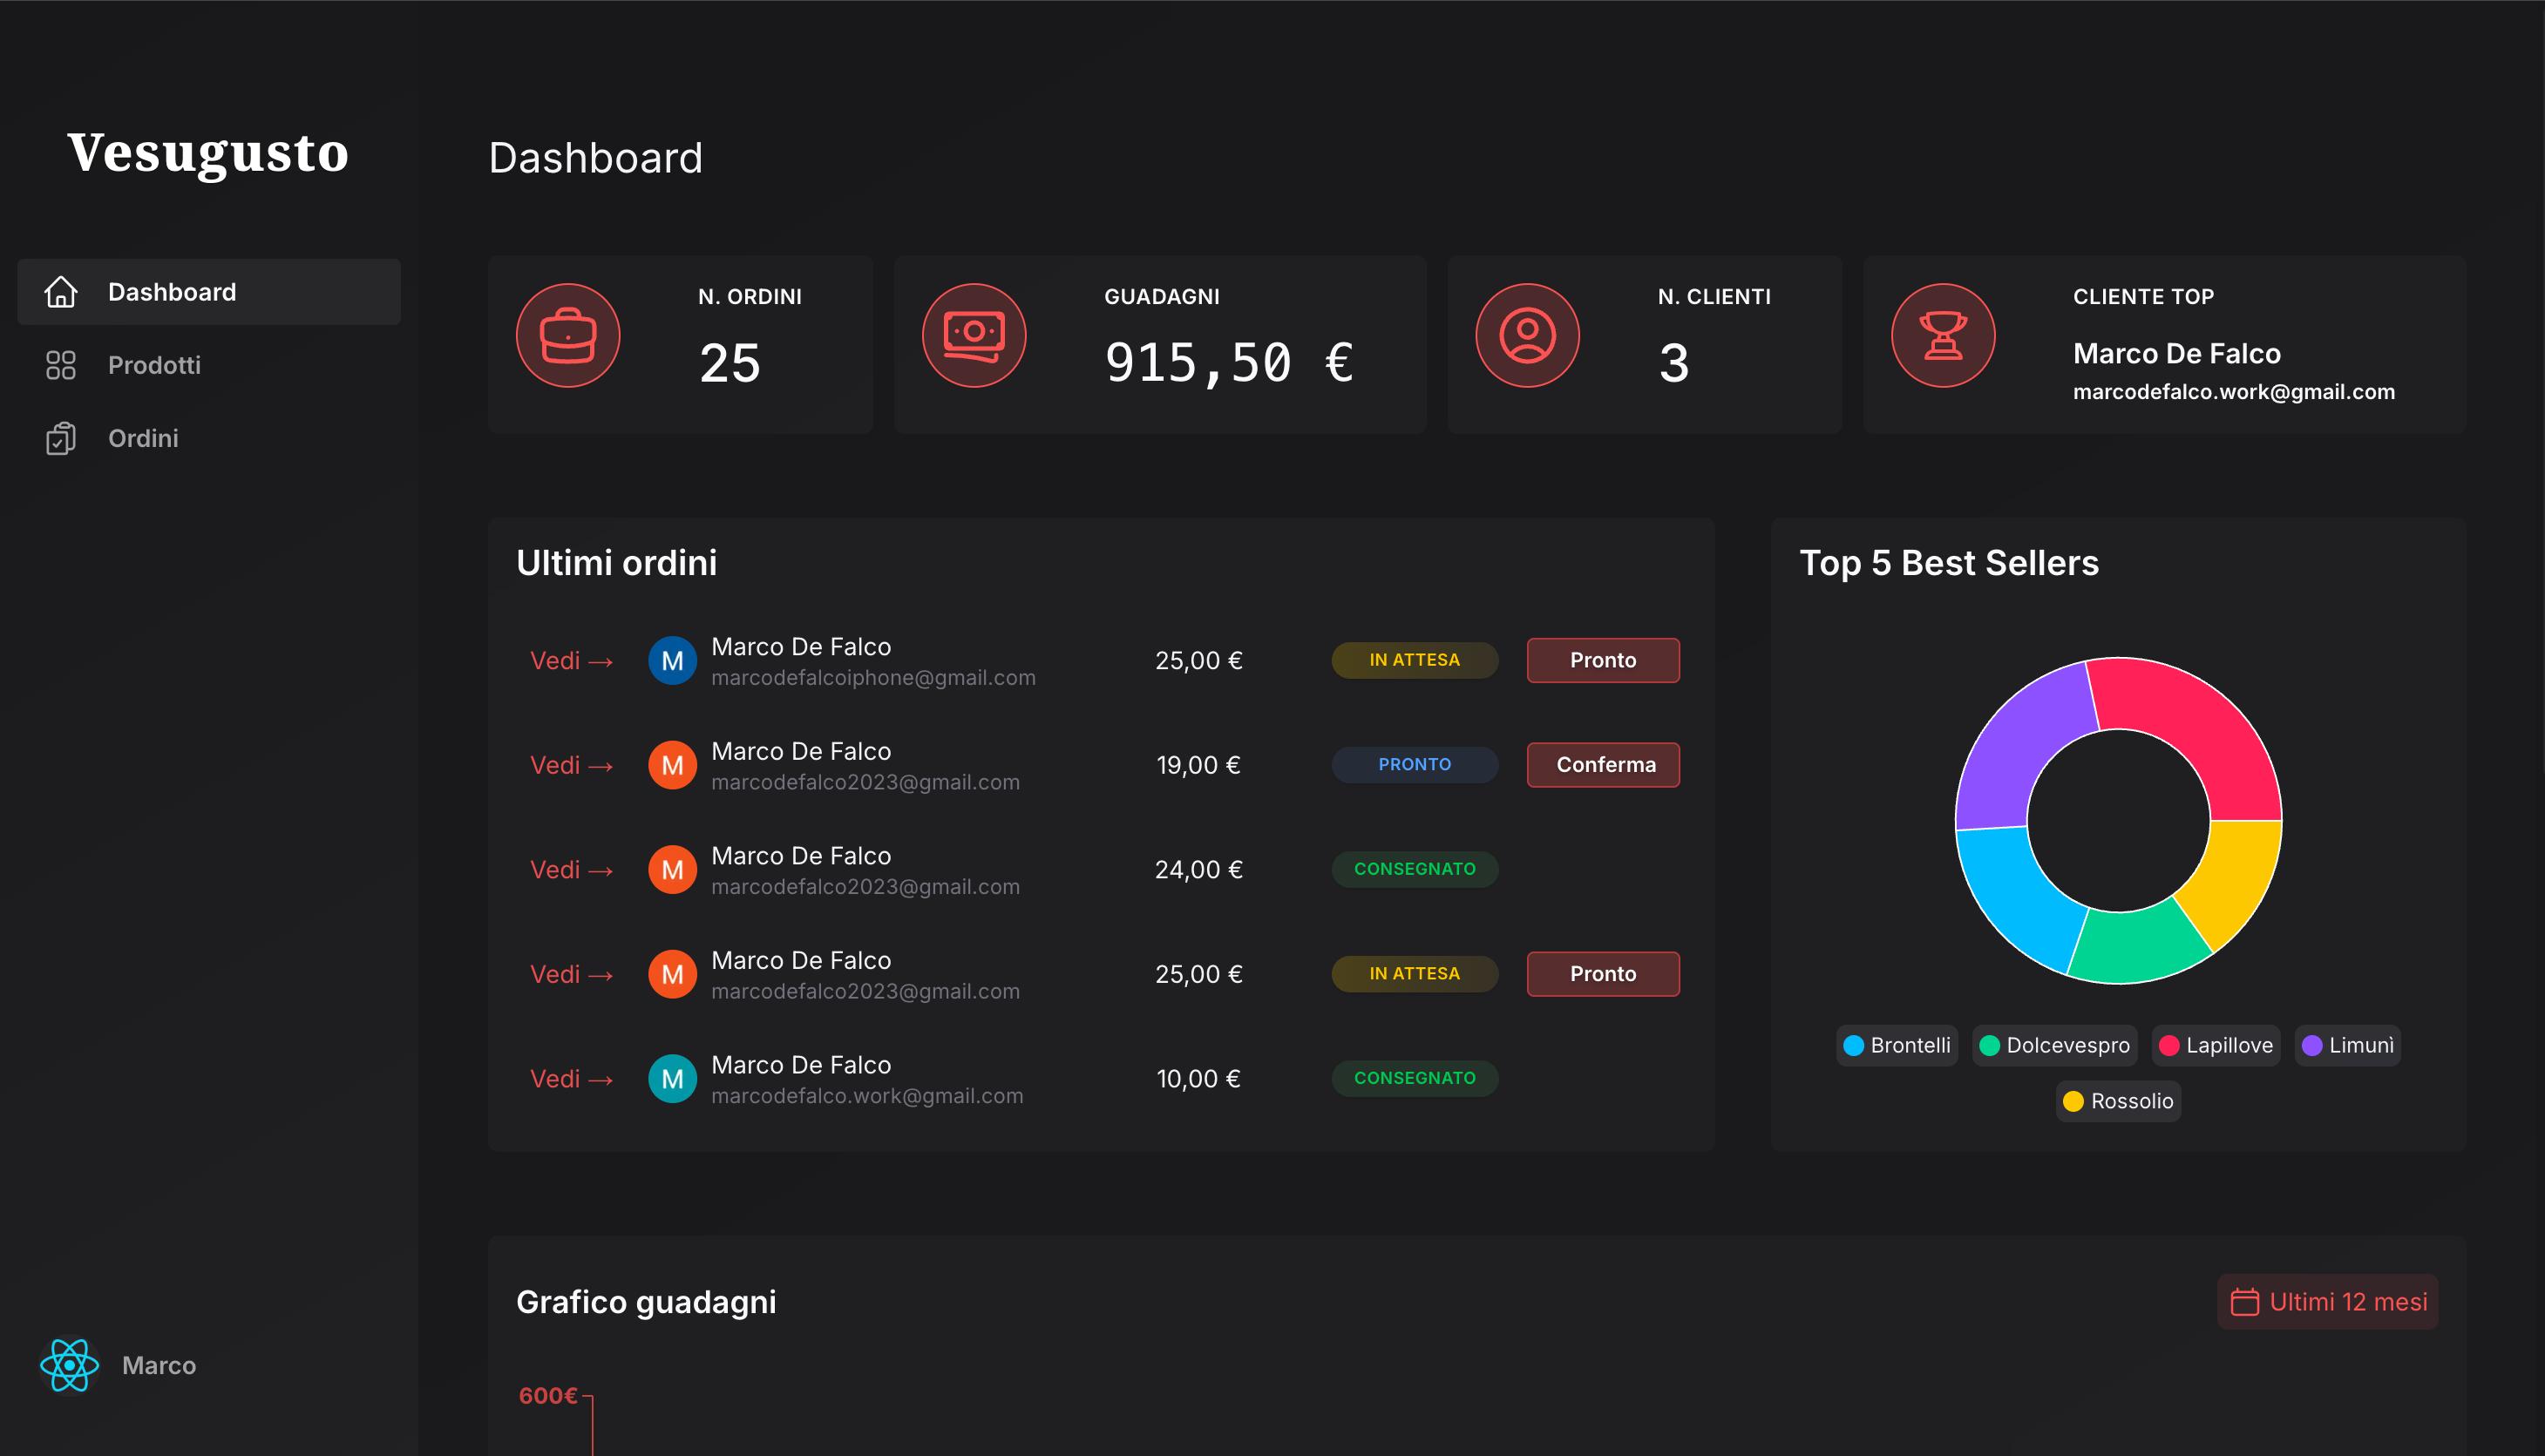 Vesugusto
Dashboard
Prodotti
Ordini
Marco
Dashboard
N. ORDINI
25
GUADAGNI
915,50 €
N. CLIENTI
3
CLIENTE TOP
Marco De Falco
marcodefalco.work@gmail.com
Ultimi ordini
Vedi → M Marco De Falco 25,00 € IN ATTESA Pronto
marcodefalcoiphone@gmail.com
Vedi → M Marco De Falco 19,00 € PRONTO Conferma
marcodefalco2023@gmail.com
Vedi → M Marco De Falco 24,00 € CONSEGNATO
marcodefalco2023@gmail.com
Vedi → M Marco De Falco 25,00 € IN ATTESA Pronto
marcodefalco2023@gmail.com
Vedi → M Marco De Falco 10,00 € CONSEGNATO
marcodefalco.work@gmail.com
Top 5 Best Sellers
Brontelli Dolcevespro Lapillove Limunì
Rossolio
Grafico guadagni
Ultimi 12 mesi
600€